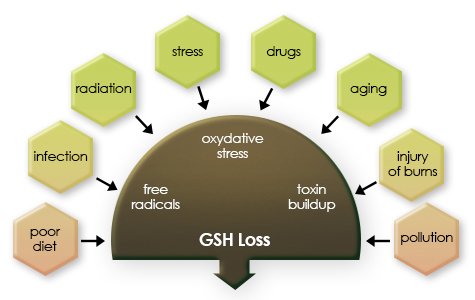 stress
drugs
radiation
aging
infection
injury
of burns
poor
diet
pollution
oxydative
stress
free
radicals
toxin
buildup
GSH Loss